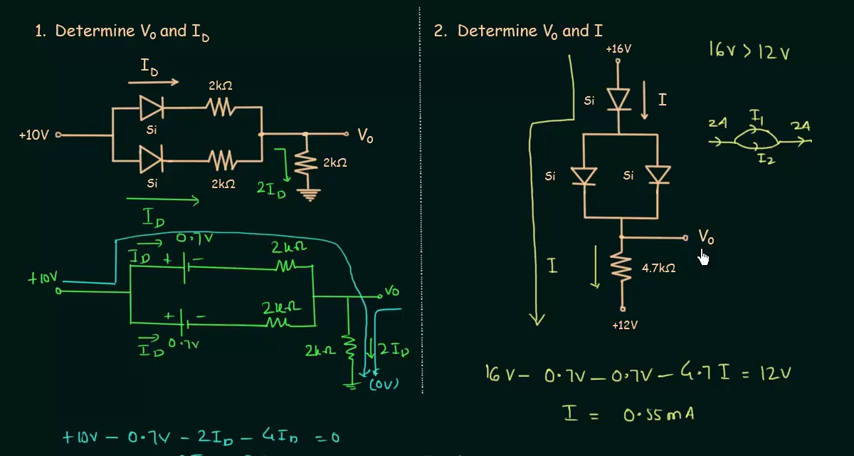 1. Determine V₀ and I_D
I_D
2kΩ
+10V
Si
V₀
Si
2kΩ
2kΩ
2I_D
I_D
0.7V
I_D + -
2kΩ
+10V
2kΩ
V₀
+ -
I_D 0.7V
2kΩ
2I_D
(0V)
+10V - 0.7V - 2I_D - 4I_D = 0
2. Determine V₀ and I
+16V
16V > 12V
Si
I
2A I₁ 2A
I₂
Si Si
V₀
I
4.7kΩ
+12V
16V - 0.7V - 0.7V - 4.7 I = 12V
I = 0.55mA